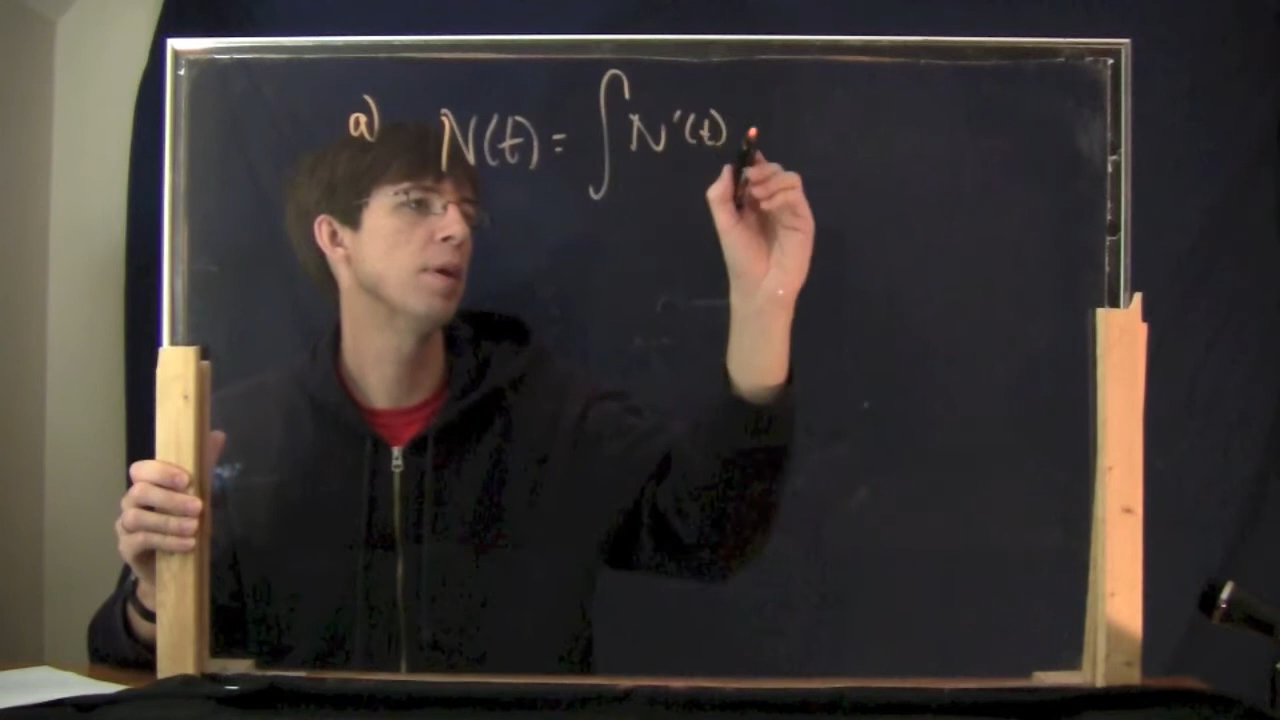 a) N(t) = ∫ N'(t)